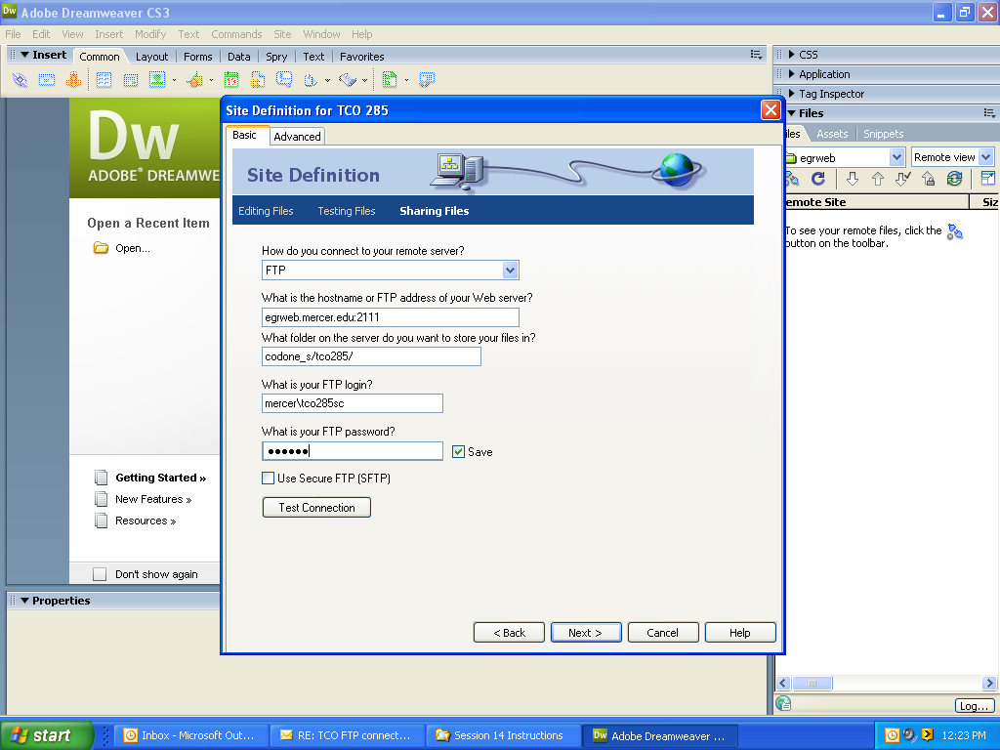 Dw Adobe Dreamweaver CS3
File Edit View Insert Modify Text Commands Site Window Help
Insert Common Layout Forms Data Spry Text Favorites
CSS
Application
Tag Inspector
Files
Assets Snippets
egrweb Remote view
Remote Site
To see your remote files, click the
button on the toolbar.
Dw
ADOBE®
Open a Recent Item
Open...
Getting Started »
New Features »
Resources »
Don't show again
Properties
Site Definition for TCO 285
Basic Advanced
Site Definition
Editing Files Testing Files Sharing Files
How do you connect to your remote server?
FTP
What is the hostname or FTP address of your Web server?
egrweb.mercer.edu:2111
What folder on the server do you want to store your files in?
codone_s/tco285/
What is your FTP login?
mercer\tco285sc
What is your FTP password?
●●●●●● Save
Use Secure FTP (SFTP)
Test Connection
< Back Next > Cancel Help
Log...
start Inbox - Microsoft Out... RE: TCO FTP connect... Session 14 Instructions Dw Adobe Dreamweaver ... 12:23 PM